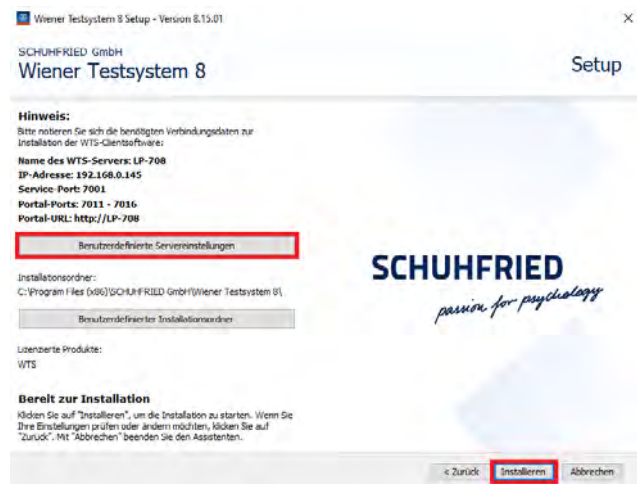 Wiener Testsystem 8 Setup - Version 8.15.01
SCHUHFRIED GmbH
Wiener Testsystem 8
Setup
Hinweis:
Bitte notieren Sie sich die benötigten Verbindungsdaten zur
Installation der WTS-Clientsoftware:
Name des WTS-Servers: LP-708
IP-Adresse: 192.168.0.145
Service-Port: 7001
Portal-Ports: 7011 - 7016
Portal-URL: http://LP-708
Benutzerdefinierte Servereinstellungen
Installationsordner:
C:\Program Files (x86)\SCHUHFRIED GmbH\Wiener Testsystem 8\
Benutzerdefinierter Installationsordner
Lizenzierte Produkte:
WTS
SCHUHFRIED
passion for psychology
Bereit zur Installation
Klicken Sie auf "Installieren", um die Installation zu starten. Wenn Sie
Ihre Einstellungen prüfen oder ändern möchten, klicken Sie auf
"Zurück". Mit "Abbrechen" beenden Sie den Assistenten.
< Zurück
Installieren
Abbrechen